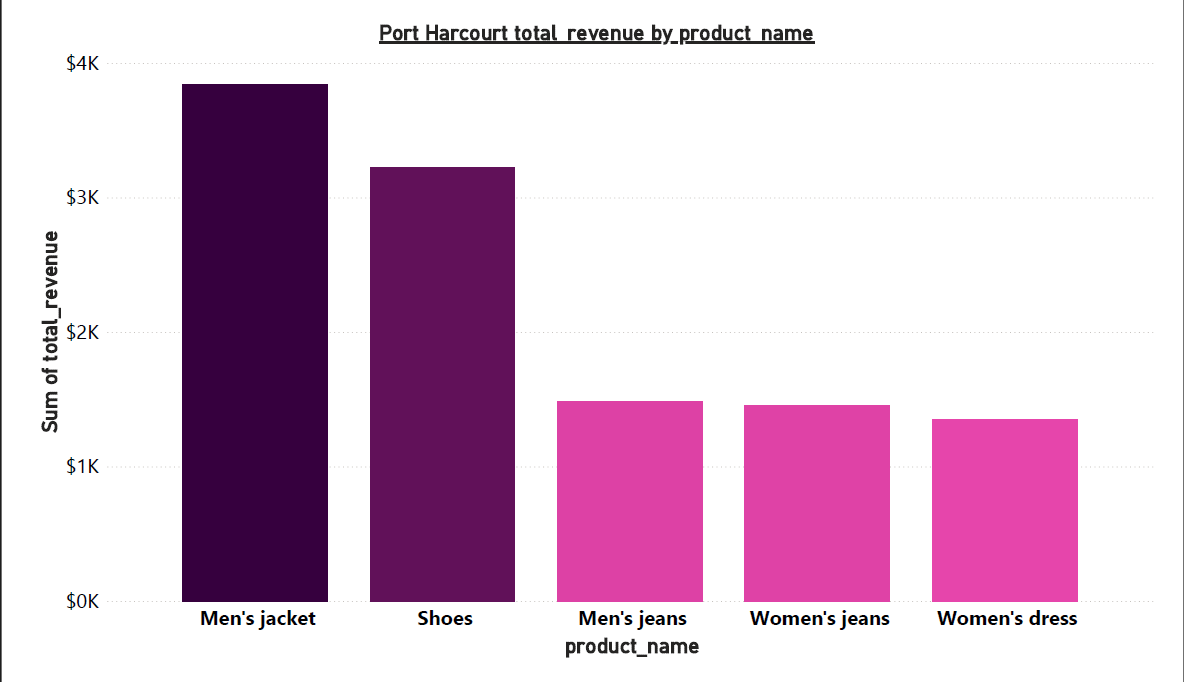 Port Harcourt total_revenue by product_name
$4K
$3K
$2K
$1K
$0K
Sum of total_revenue
Men's jacket
Shoes
Men's jeans
Women's jeans
Women's dress
product_name